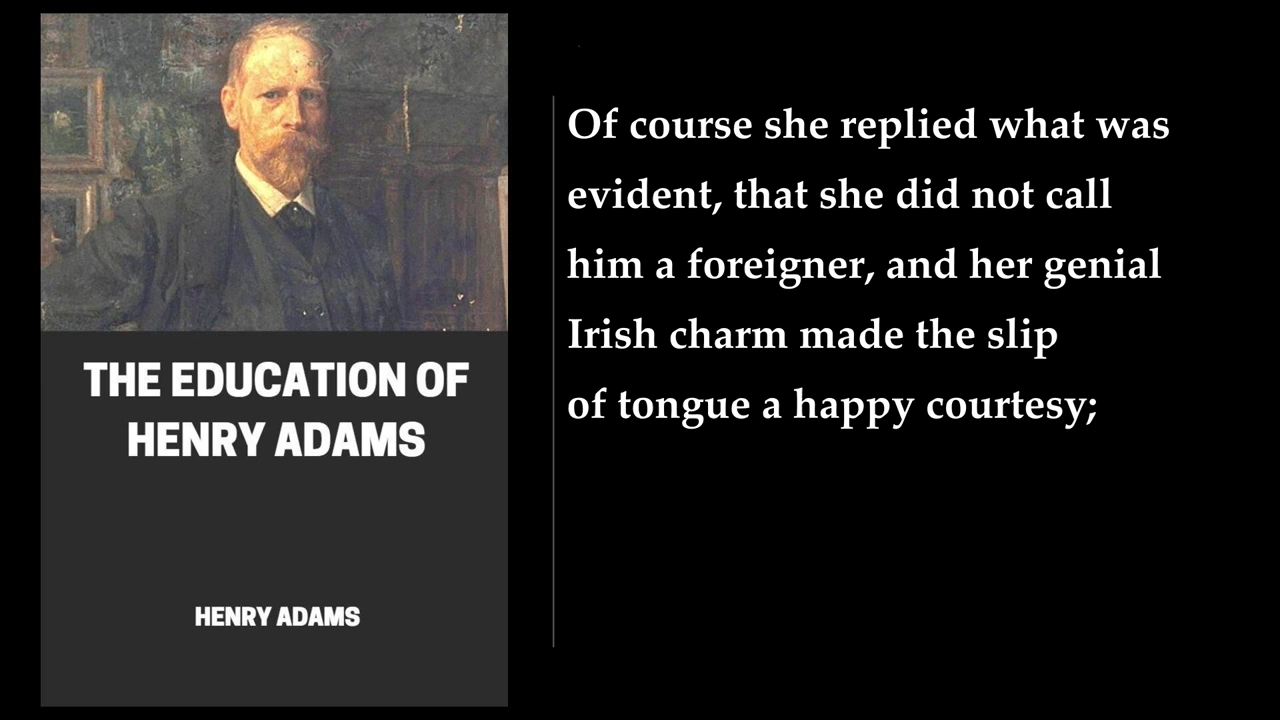 THE EDUCATION OF
HENRY ADAMS
HENRY ADAMS
Of course she replied what was
evident, that she did not call
him a foreigner, and her genial
Irish charm made the slip
of tongue a happy courtesy;